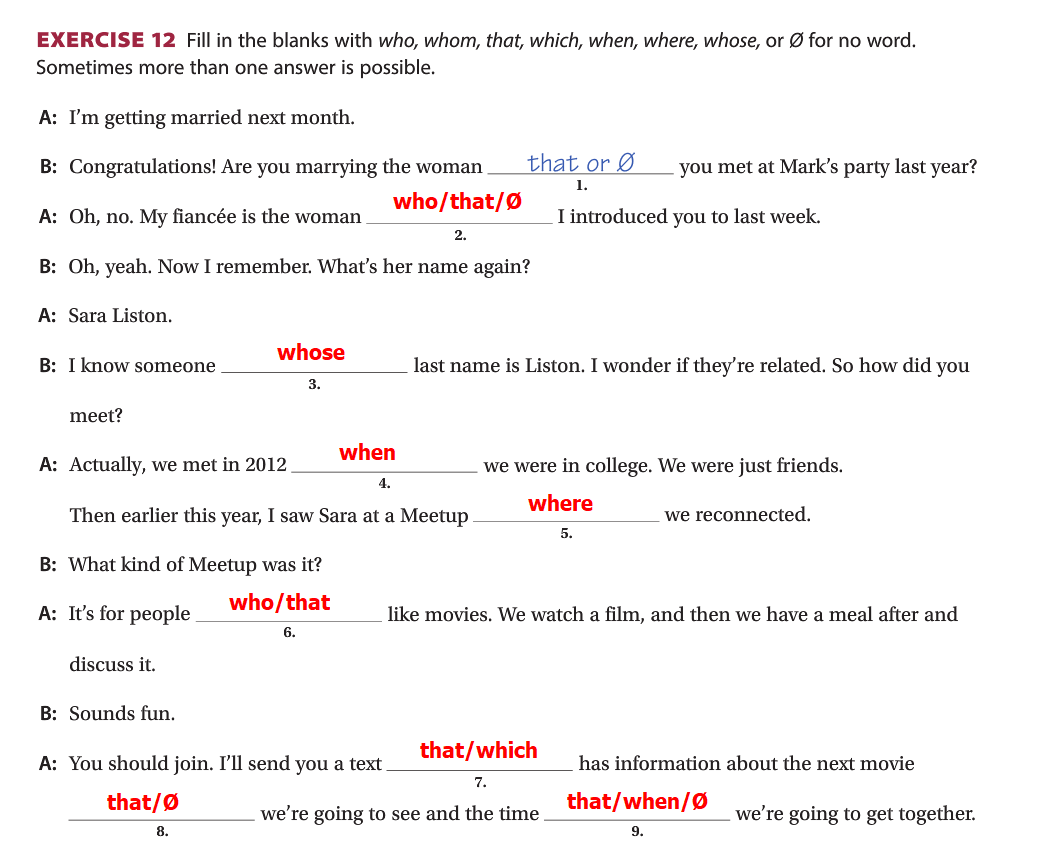 EXERCISE 12 Fill in the blanks with who, whom, that, which, when, where, whose, or Ø for no word.
Sometimes more than one answer is possible.
A: I'm getting married next month.
B: Congratulations! Are you marrying the woman that or Ø you met at Mark's party last year?
1.
A: Oh, no. My fiancée is the woman who/that/Ø I introduced you to last week.
2.
B: Oh, yeah. Now I remember. What's her name again?
A: Sara Liston.
B: I know someone whose last name is Liston. I wonder if they're related. So how did you
3.
meet?
A: Actually, we met in 2012 when we were in college. We were just friends.
4.
Then earlier this year, I saw Sara at a Meetup where we reconnected.
5.
B: What kind of Meetup was it?
A: It's for people who/that like movies. We watch a film, and then we have a meal after and
6.
discuss it.
B: Sounds fun.
A: You should join. I'll send you a text that/which has information about the next movie
7.
that/Ø we're going to see and the time that/when/Ø we're going to get together.
8. 9.